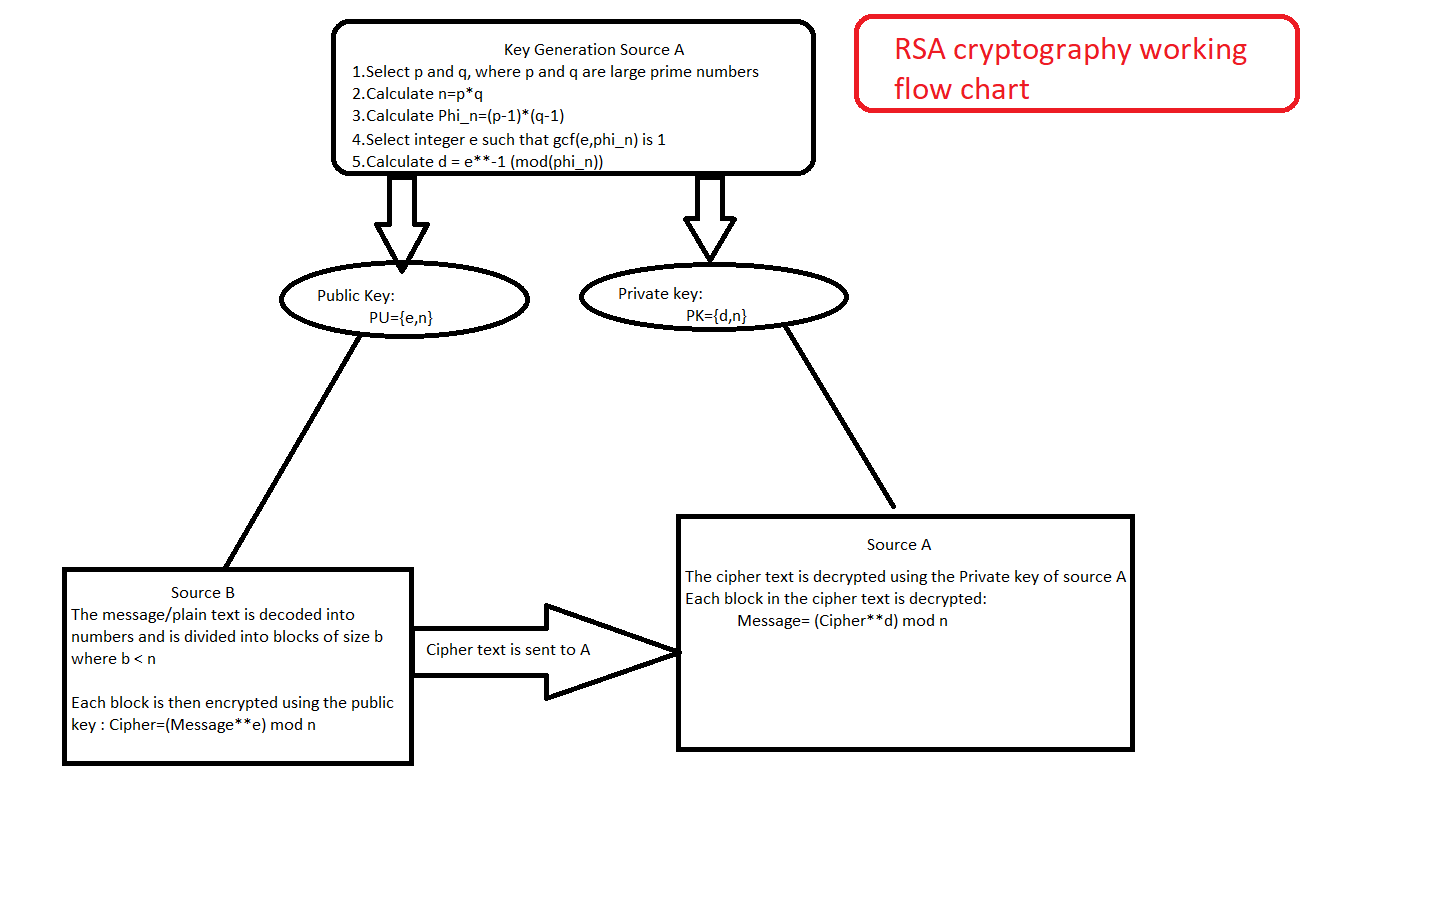 RSA cryptography working
flow chart
Key Generation Source A
1.Select p and q, where p and q are large prime numbers
2.Calculate n=p*q
3.Calculate Phi_n=(p-1)*(q-1)
4.Select integer e such that gcf(e,phi_n) is 1
5.Calculate d = e**-1 (mod(phi_n))
Public Key:
PU={e,n}
Private key:
PK={d,n}
Source B
The message/plain text is decoded into
numbers and is divided into blocks of size b
where b < n
Each block is then encrypted using the public
key : Cipher=(Message**e) mod n
Cipher text is sent to A
Source A
The cipher text is decrypted using the Private key of source A
Each block in the cipher text is decrypted:
Message= (Cipher**d) mod n